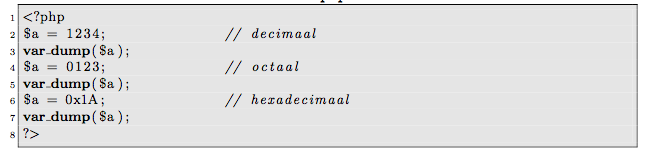 1 <?php
2 $a = 1234; // decimaal
3 var_dump($a);
4 $a = 0123; // octaal
5 var_dump($a);
6 $a = 0x1A; // hexadecimaal
7 var_dump($a);
8 ?>